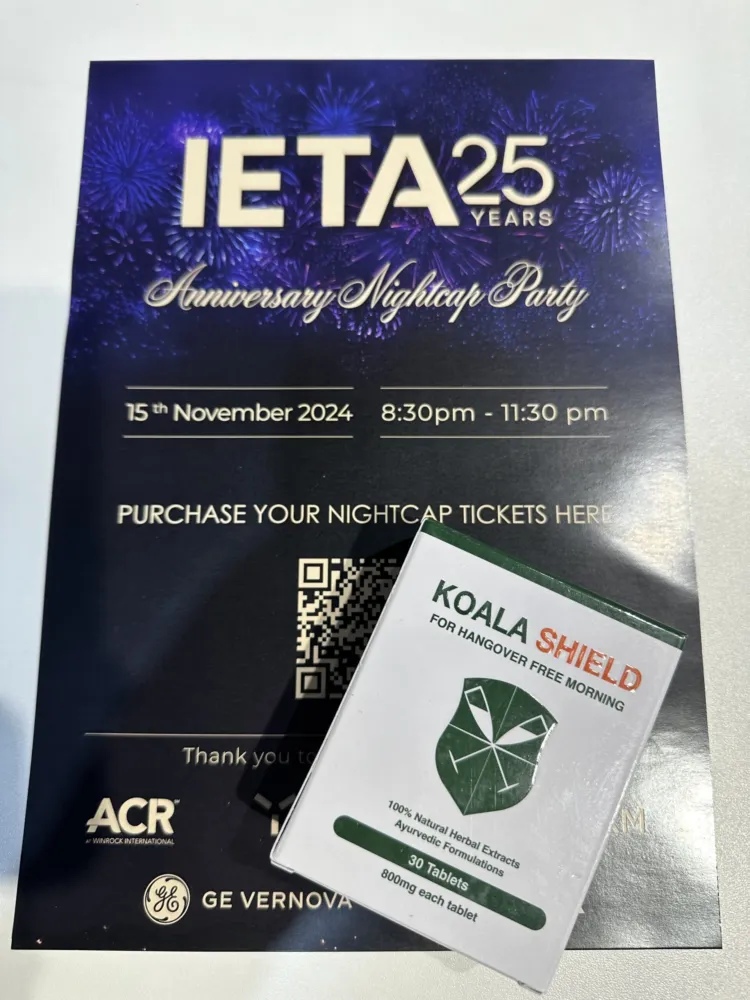 IETA 25
YEARS
Anniversary Nightcap Party
15th November 2024
8:30pm - 11:30 pm
PURCHASE YOUR NIGHTCAP TICKETS HERE
Thank you
ACR
AT WINROCK INTERNATIONAL
GE VERNOVA
KOALA SHIELD
FOR HANGOVER FREE MORNING
100% Natural Herbal Extracts
Ayurvedic Formulations
30 Tablets
800mg each tablet